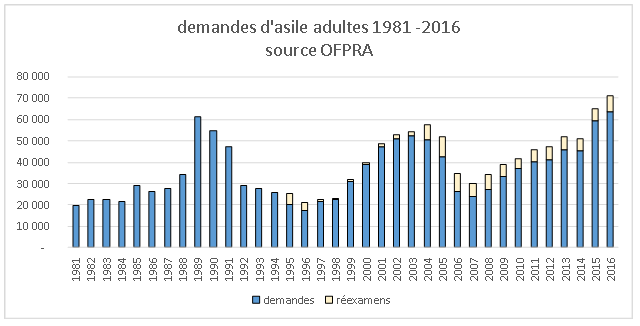 demandes d'asile adultes 1981 -2016
source OFPRA
80 000
70 000
60 000
50 000
40 000
30 000
20 000
10 000
-
1981 1982 1983 1984 1985 1986 1987 1988 1989 1990 1991 1992 1993 1994 1995 1996 1997 1998 1999 2000 2001 2002 2003 2004 2005 2006 2007 2008 2009 2010 2011 2012 2013 2014 2015 2016
demandes réexamens